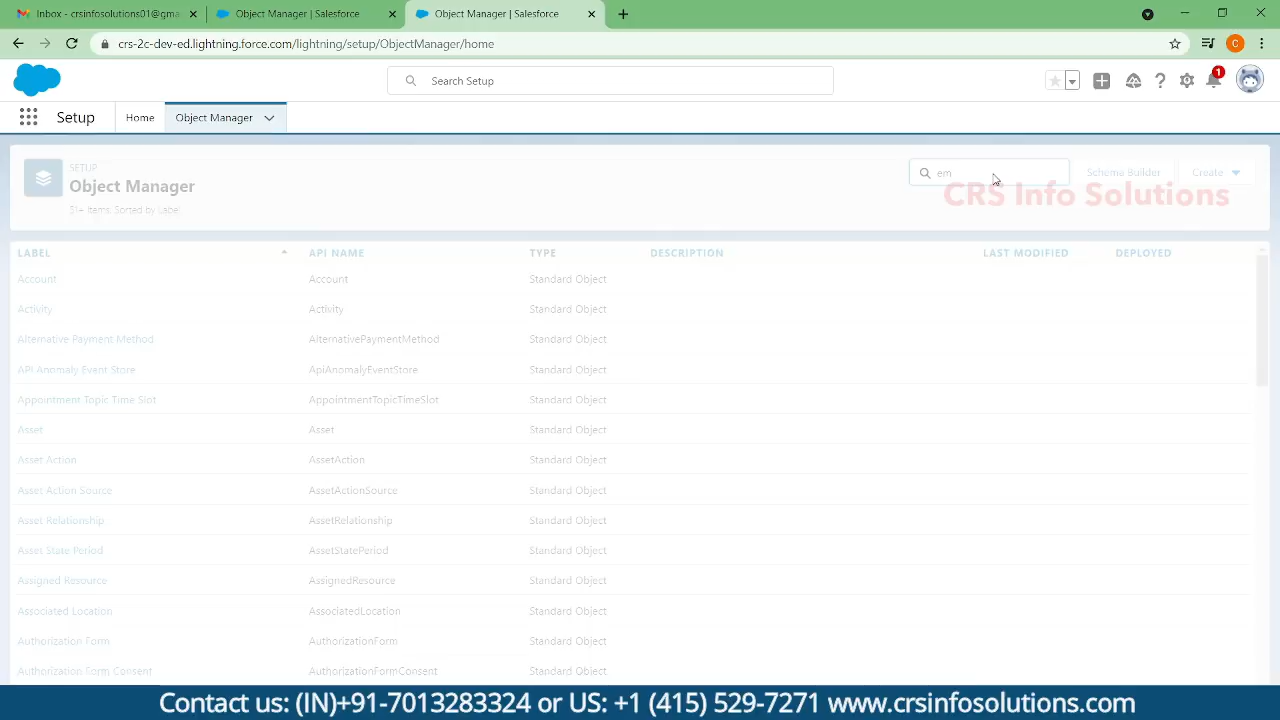 Inbox - crsinfosolutions01@gma
Object Manager | Salesforce
Object Manager | Salesforce
crs-2c-dev-ed.lightning.force.com/lightning/setup/ObjectManager/home
C
Search Setup
1
Setup
Home
Object Manager
SETUP
Object Manager
51+ Items, Sorted by Label
em
Schema Builder
Create
CRS Info Solutions
LABEL API NAME TYPE DESCRIPTION LAST MODIFIED DEPLOYED
Account Account Standard Object
Activity Activity Standard Object
Alternative Payment Method AlternativePaymentMethod Standard Object
API Anomaly Event Store ApiAnomalyEventStore Standard Object
Appointment Topic Time Slot AppointmentTopicTimeSlot Standard Object
Asset Asset Standard Object
Asset Action AssetAction Standard Object
Asset Action Source AssetActionSource Standard Object
Asset Relationship AssetRelationship Standard Object
Asset State Period AssetStatePeriod Standard Object
Assigned Resource AssignedResource Standard Object
Associated Location AssociatedLocation Standard Object
Authorization Form AuthorizationForm Standard Object
Authorization Form Consent AuthorizationFormConsent Standard Object
Contact us: (IN)+91-7013283324 or US: +1 (415) 529-7271 www.crsinfosolutions.com